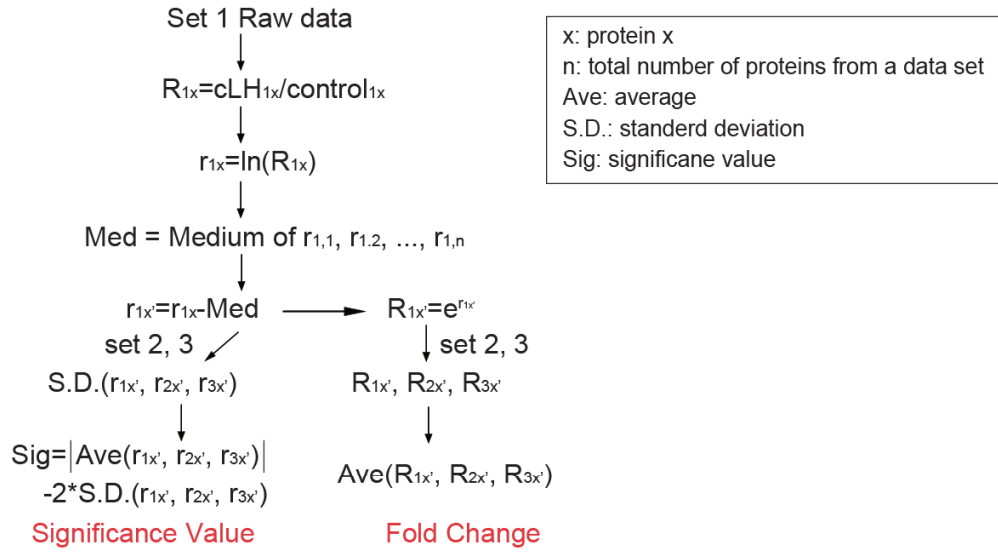 Set 1 Raw data
x: protein x
n: total number of proteins from a data set
Ave: average
S.D.: standerd deviation
Sig: significane value
R1x=cLH1x/control1x
r1x=ln(R1x)
Med = Medium of r1,1, r1.2, ..., r1,n
r1x'=r1x-Med
R1x'=e^r1x'
set 2, 3
set 2, 3
S.D.(r1x', r2x', r3x')
R1x', R2x', R3x'
Sig=|Ave(r1x', r2x', r3x')|
-2*S.D.(r1x', r2x', r3x')
Ave(R1x', R2x', R3x')
Significance Value
Fold Change